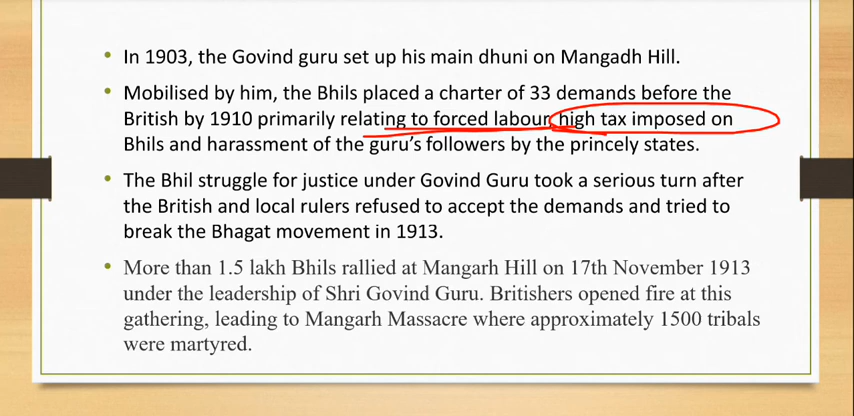 • In 1903, the Govind guru set up his main dhuni on Mangadh Hill.
• Mobilised by him, the Bhils placed a charter of 33 demands before the
British by 1910 primarily relating to forced labour, high tax imposed on
Bhils and harassment of the guru's followers by the princely states.
• The Bhil struggle for justice under Govind Guru took a serious turn after
the British and local rulers refused to accept the demands and tried to
break the Bhagat movement in 1913.
• More than 1.5 lakh Bhils rallied at Mangarh Hill on 17th November 1913
under the leadership of Shri Govind Guru. Britishers opened fire at this
gathering, leading to Mangarh Massacre where approximately 1500 tribals
were martyred.